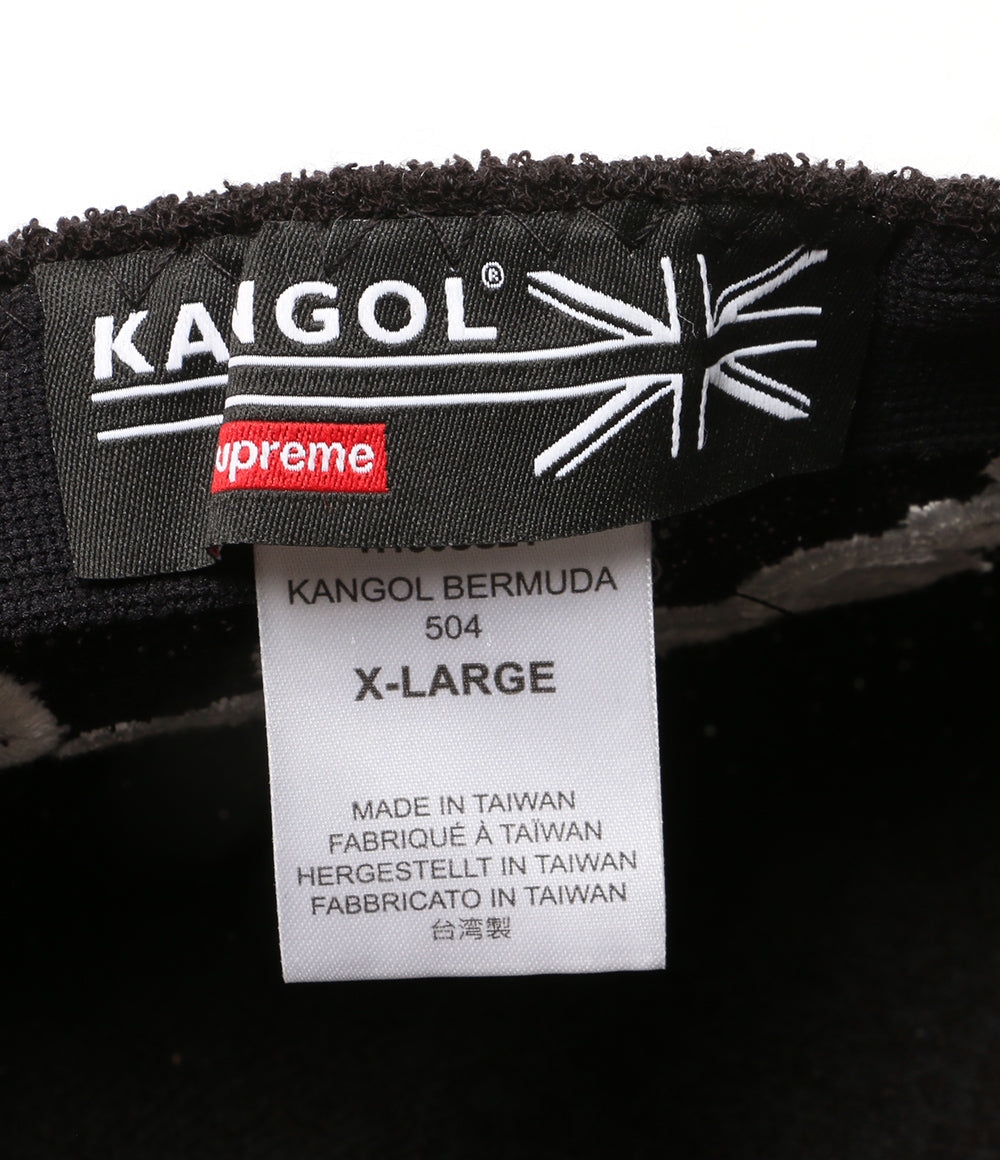 KANGOL®
upreme
KANGOL BERMUDA
504
X-LARGE
MADE IN TAIWAN
FABRIQUÉ À TAÏWAN
HERGESTELLT IN TAIWAN
FABBRICATO IN TAIWAN
台湾製